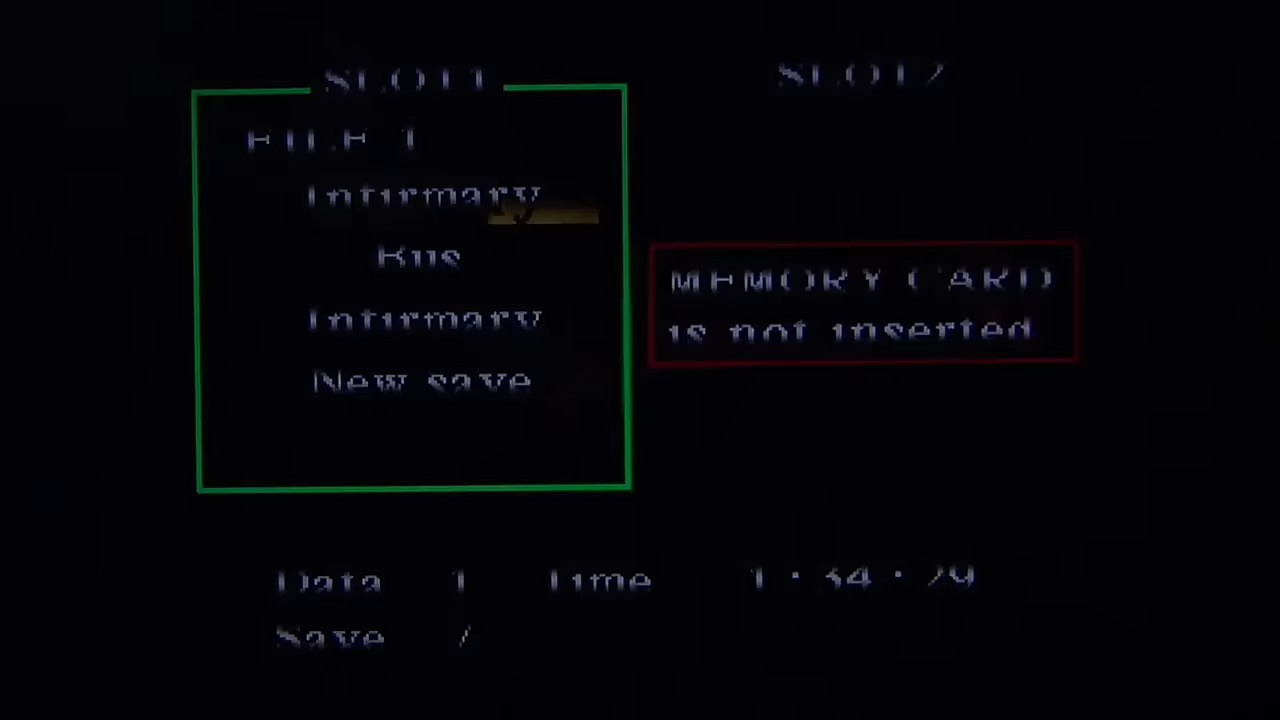 SLOT1
SLOT2
FILE 1
Infirmary
Bus
Infirmary
New save
MEMORY CARD
is not inserted
Data 1 Time 1:34:29
Save